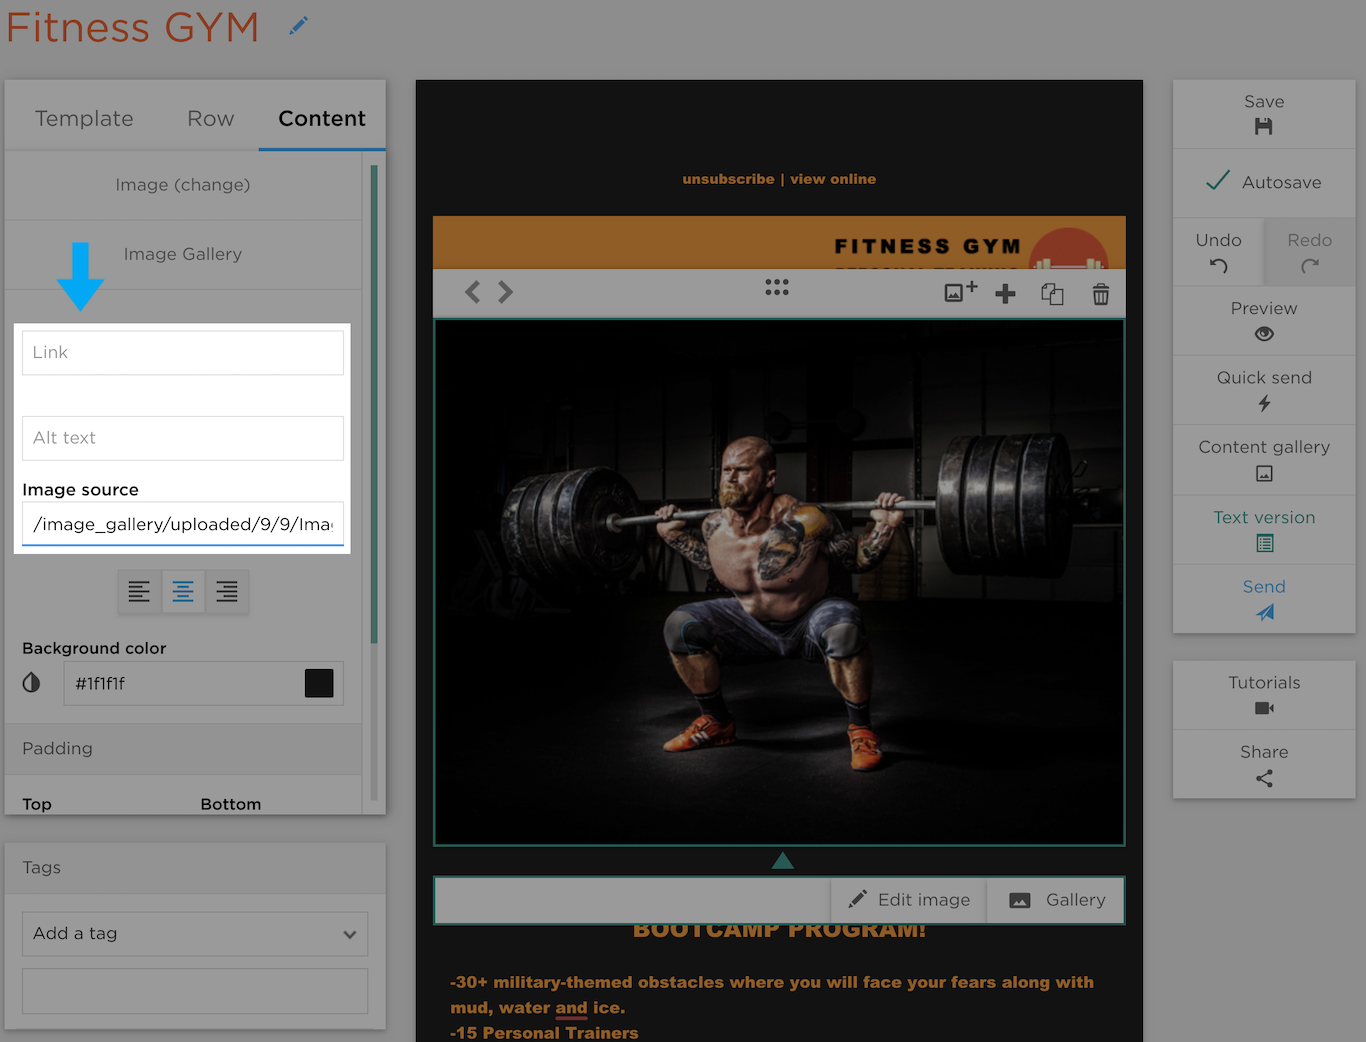 Fitness GYM
Template Row Content
Image (change)
Image Gallery
Link
Alt text
Image source
/image_gallery/uploaded/9/9/Ima
Background color
#1f1f1f
Padding
Top Bottom
Tags
Add a tag
unsubscribe | view online
FITNESS GYM
PERSONAL TRAINING
Edit image Gallery
BOOTCAMP PROGRAM!
-30+ military-themed obstacles where you will face your fears along with
mud, water and ice.
-15 Personal Trainers
Save
Autosave
Undo Redo
Preview
Quick send
Content gallery
Text version
Send
Tutorials
Share